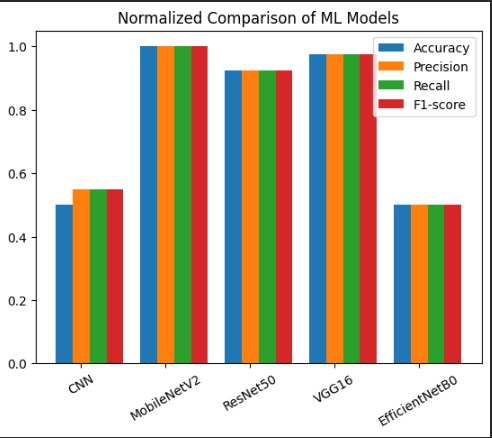 Normalized Comparison of ML Models
Accuracy
Precision
Recall
F1-score
1.0
0.8
0.6
0.4
0.2
0.0
CNN
MobileNetV2
ResNet50
VGG16
EfficientNetB0